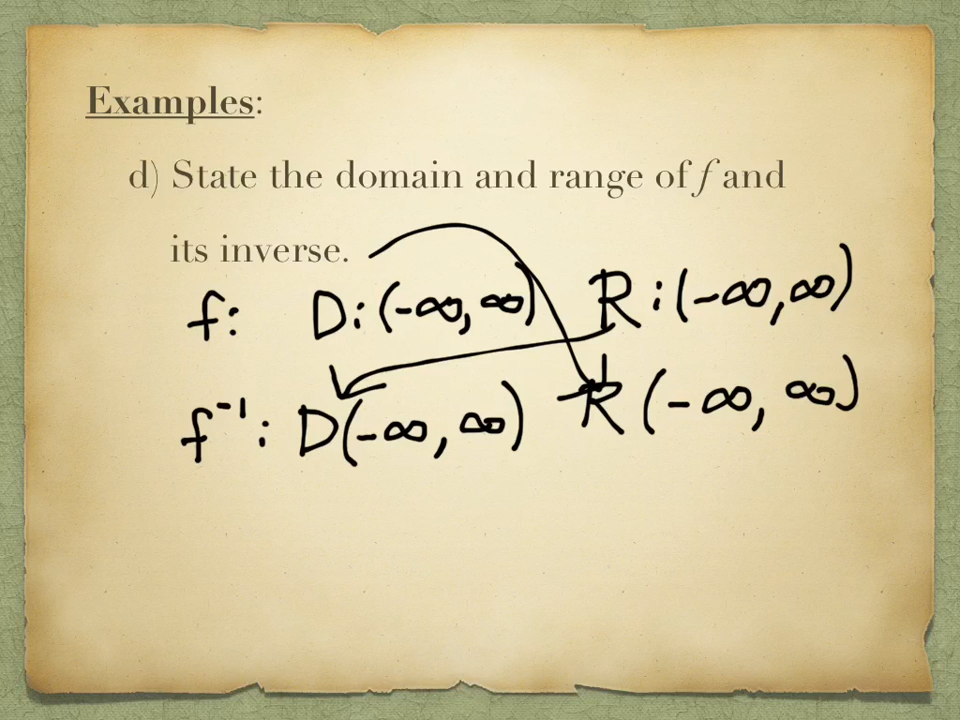 Examples:
d) State the domain and range of f and
its inverse.
f: D:(-∞,∞) R:(-∞,∞)
f⁻¹: D(-∞,∞) R(-∞,∞)